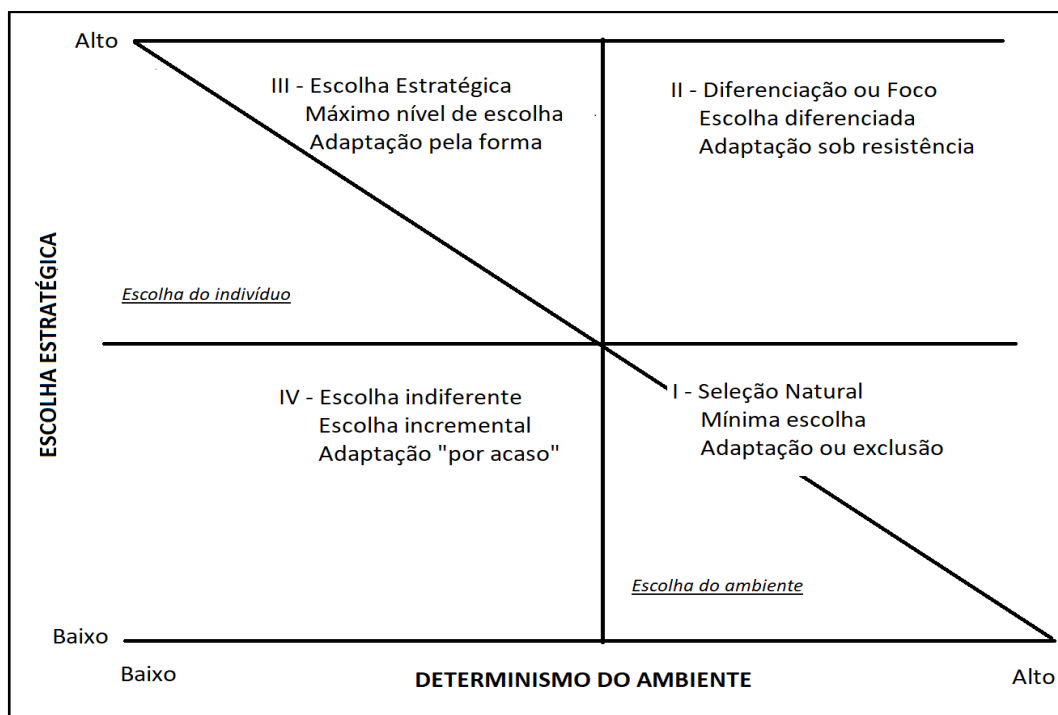 Alto
III - Escolha Estratégica
Máximo nível de escolha
Adaptação pela forma
II - Diferenciação ou Foco
Escolha diferenciada
Adaptação sob resistência
ESCOLHA ESTRATÉGICA
Escolha do indivíduo
IV - Escolha indiferente
Escolha incremental
Adaptação "por acaso"
I - Seleção Natural
Mínima escolha
Adaptação ou exclusão
Escolha do ambiente
Baixo
Baixo
DETERMINISMO DO AMBIENTE
Alto